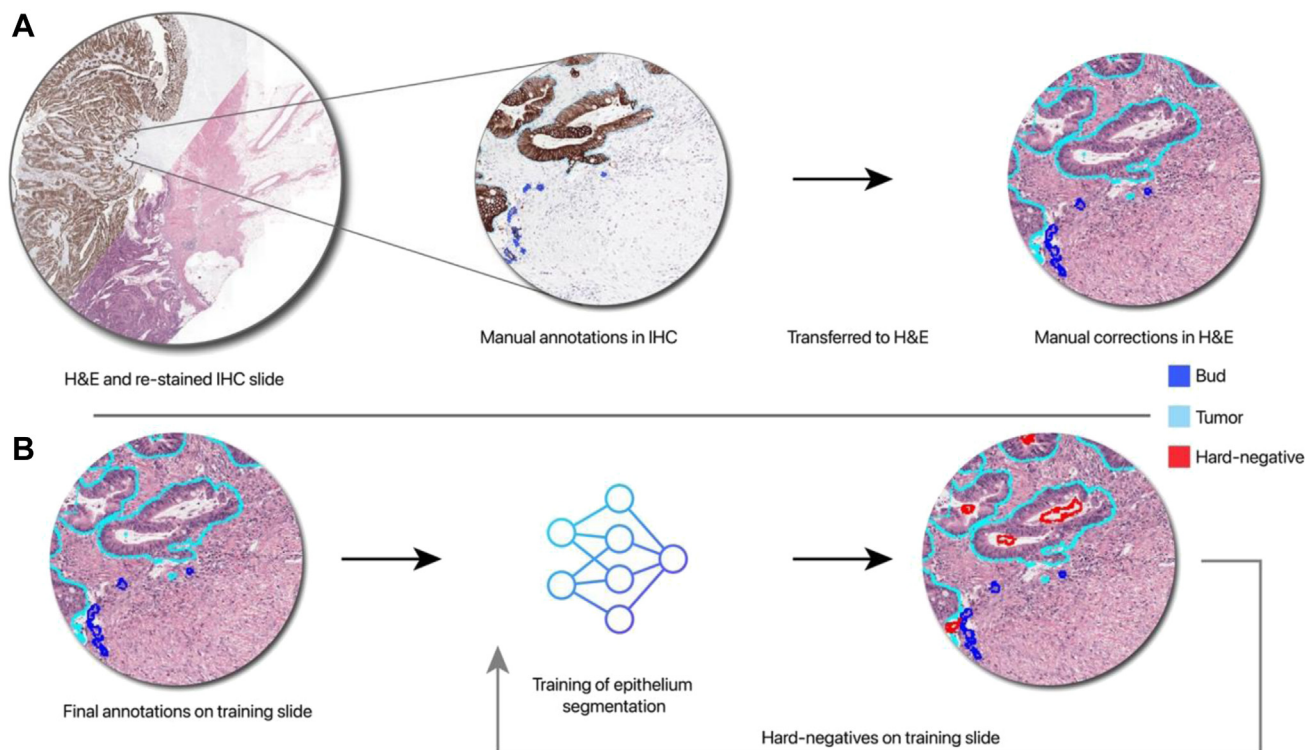 A
Manual annotations in IHC
Transferred to H&E
Manual corrections in H&E
H&E and re-stained IHC slide
Bud
Tumor
Hard-negative
B
Final annotations on training slide
Training of epithelium
segmentation
Hard-negatives on training slide